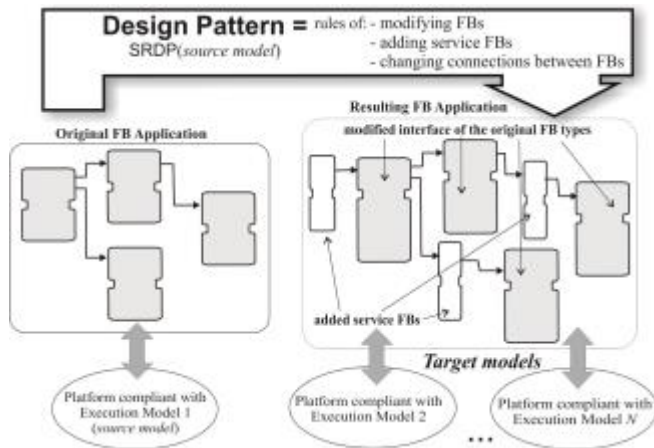 Design Pattern = rules of: - modifying FBs
SRDP(source model) - adding service FBs
- changing connections between FBs
Resulting FB Application
Original FB Application
modified interface of the original FB types
added service FBs
Target models
Platform compliant with
Execution Model 1
(source model)
Platform compliant with
Execution Model 2
...
Platform compliant with
Execution Model N